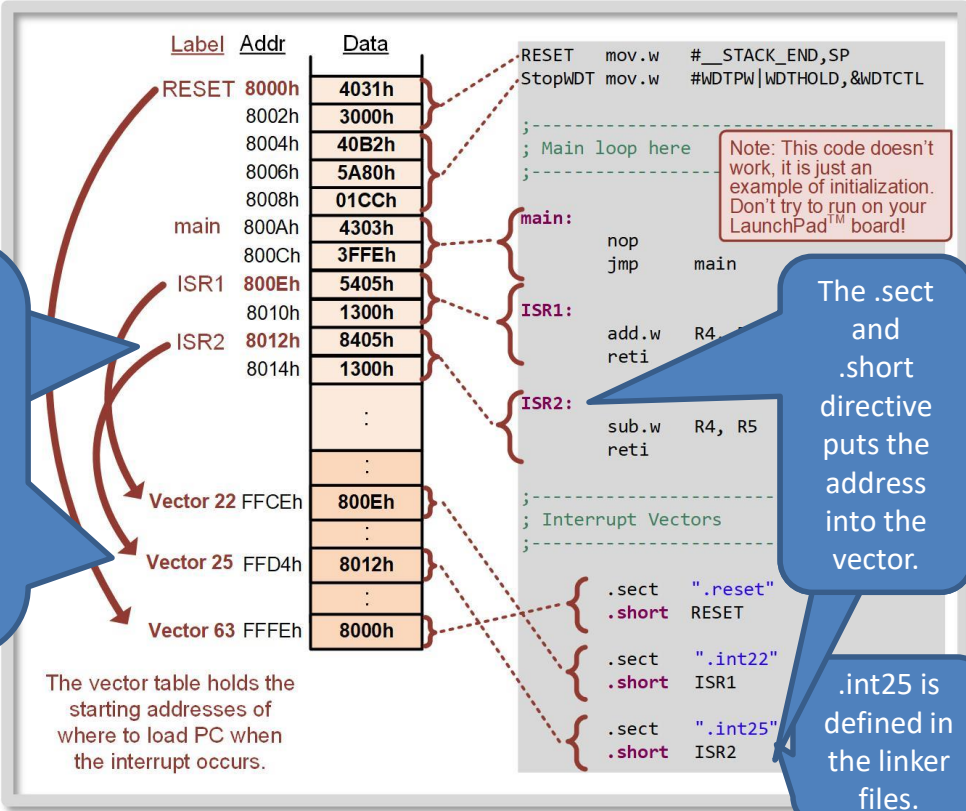 Label Addr Data
RESET 8000h 4031h
8002h 3000h
8004h 40B2h
8006h 5A80h
8008h 01CCh
main 800Ah 4303h
800Ch 3FFEh
ISR1 800Eh 5405h
8010h 1300h
ISR2 8012h 8405h
8014h 1300h
:
:
Vector 22 FFCEh 800Eh
:
Vector 25 FFD4h 8012h
:
Vector 63 FFFEh 8000h
The vector table holds the
starting addresses of
where to load PC when
the interrupt occurs.
RESET mov.w #__STACK_END,SP
StopWDT mov.w #WDTPW|WDTHOLD,&WDTCTL
;-----------------------------------
; Main loop here
;-----------------------------------
Note: This code doesn't
work, it is just an
example of initialization.
Don't try to run on your
LaunchPad™ board!
main:
nop
jmp main
ISR1:
add.w R4,
reti
ISR2:
sub.w R4, R5
reti
;-----------------------
; Interrupt Vectors
;-----------------------
.sect ".reset"
.short RESET
.sect ".int22"
.short ISR1
.sect ".int25"
.short ISR2
The .sect
and
.short
directive
puts the
address
into the
vector.
.int25 is
defined in
the linker
files.